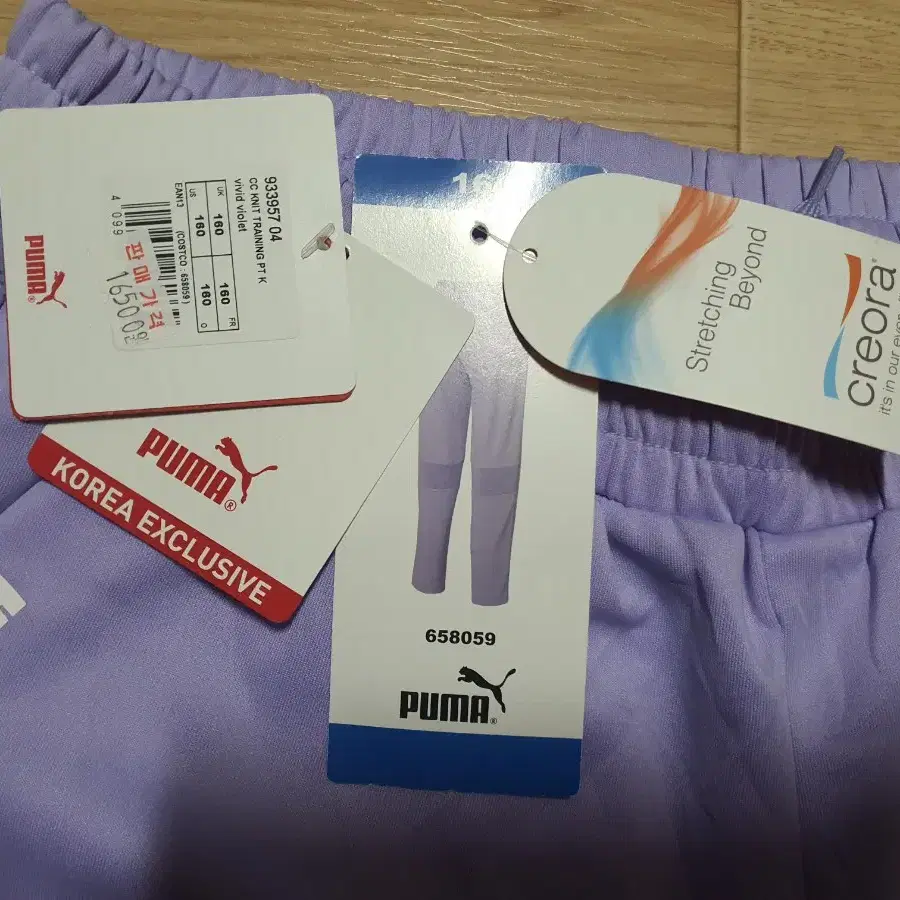 933957 04
CC KNIT TRAINING PT K
vivid violet
UK 160 160 FR
US 160 160
EAN13 (COSTCO : 658059)
4 099
판매가격
16500원
PUMA
PUMA®
KOREA EXCLUSIVE
658059
PUMA®
Stretching
Beyond
creora®
it's in our